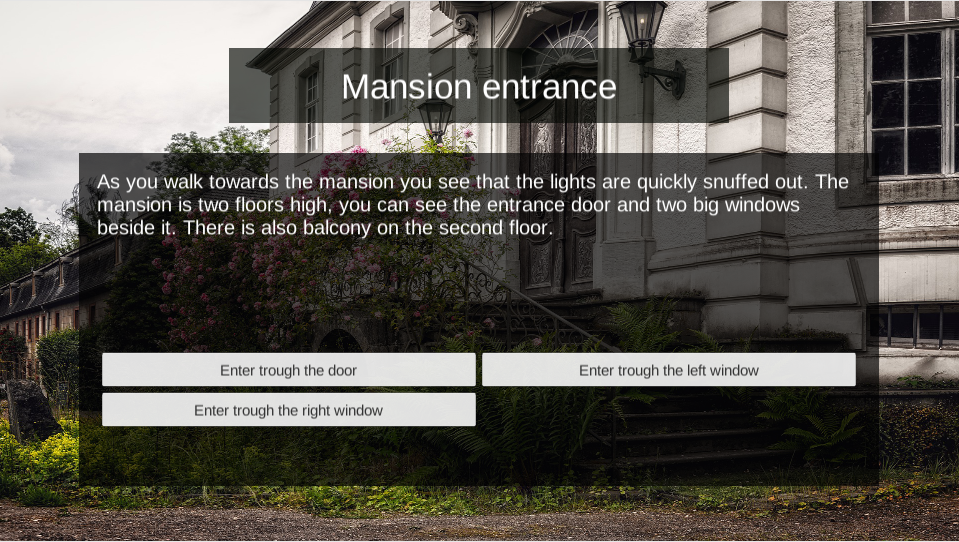 Mansion entrance
As you walk towards the mansion you see that the lights are quickly snuffed out. The
mansion is two floors high, you can see the entrance door and two big windows
beside it. There is also balcony on the second floor.
Enter trough the door
Enter trough the left window
Enter trough the right window